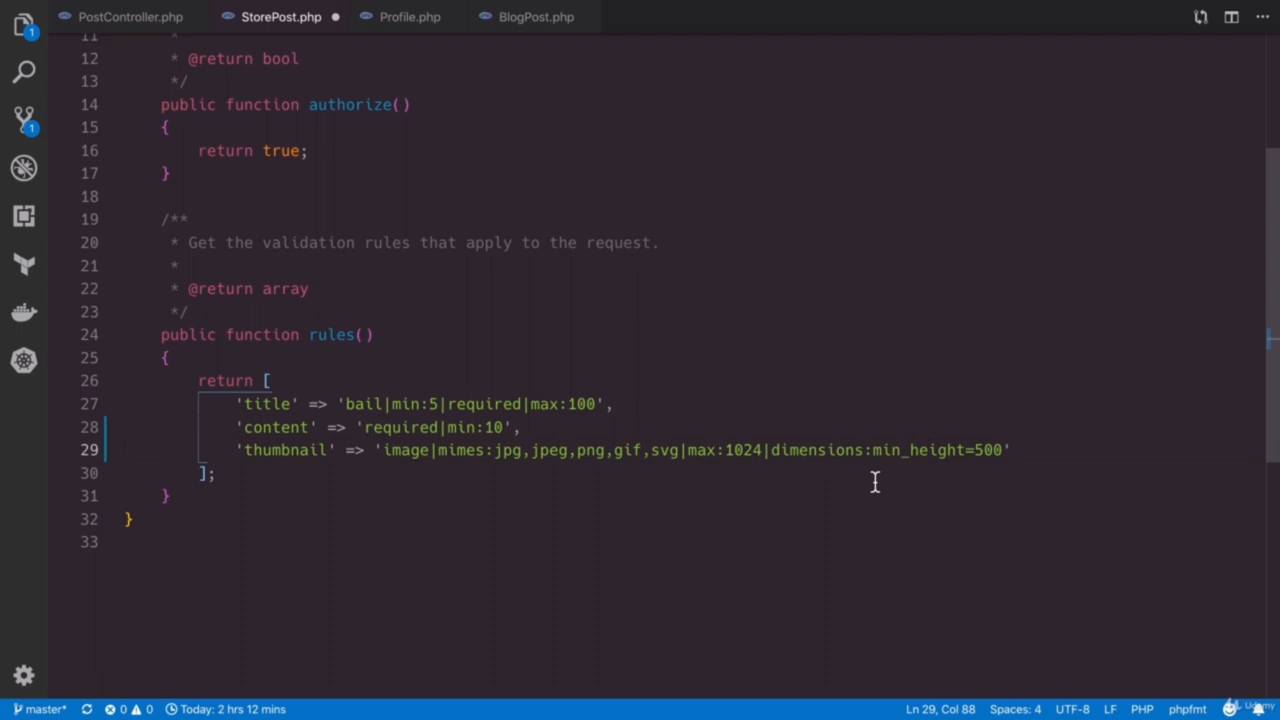 PostController.php StorePost.php Profile.php BlogPost.php
11 *
12 * @return bool
13 */
14 public function authorize()
15 {
16 return true;
17 }
18
19 /**
20 * Get the validation rules that apply to the request.
21 *
22 * @return array
23 */
24 public function rules()
25 {
26 return [
27 'title' => 'bail|min:5|required|max:100',
28 'content' => 'required|min:10',
29 'thumbnail' => 'image|mimes:jpg,jpeg,png,gif,svg|max:1024|dimensions:min_height=500'
30 ];
31 }
32 }
33
1
1
master* 0 0 Today: 2 hrs 12 mins Ln 29, Col 88 Spaces: 4 UTF-8 LF PHP phpfmt
Udemy